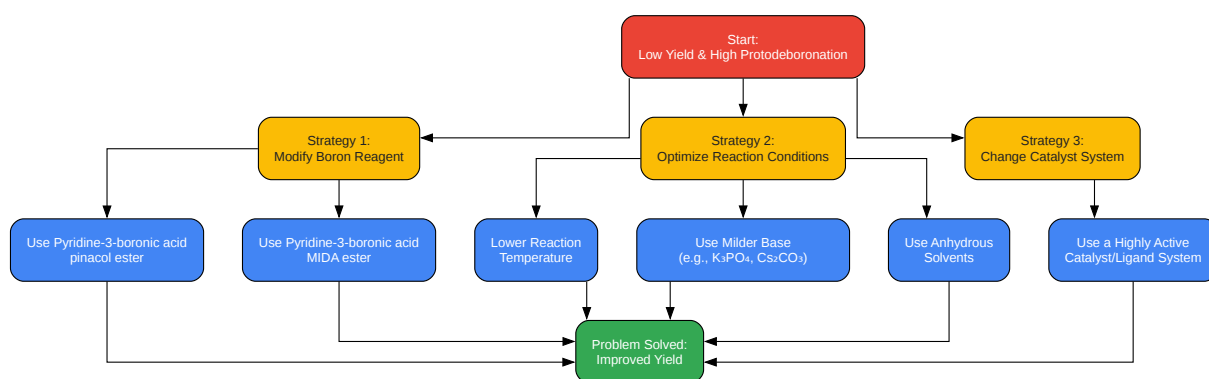 Start:
Low Yield & High Protodeboronation
Strategy 1:
Modify Boron Reagent
Strategy 2:
Optimize Reaction Conditions
Strategy 3:
Change Catalyst System
Use Pyridine-3-boronic acid
pinacol ester
Use Pyridine-3-boronic acid
MIDA ester
Lower Reaction
Temperature
Use Milder Base
(e.g., K₃PO₄, Cs₂CO₃)
Use Anhydrous
Solvents
Use a Highly Active
Catalyst/Ligand System
Problem Solved:
Improved Yield